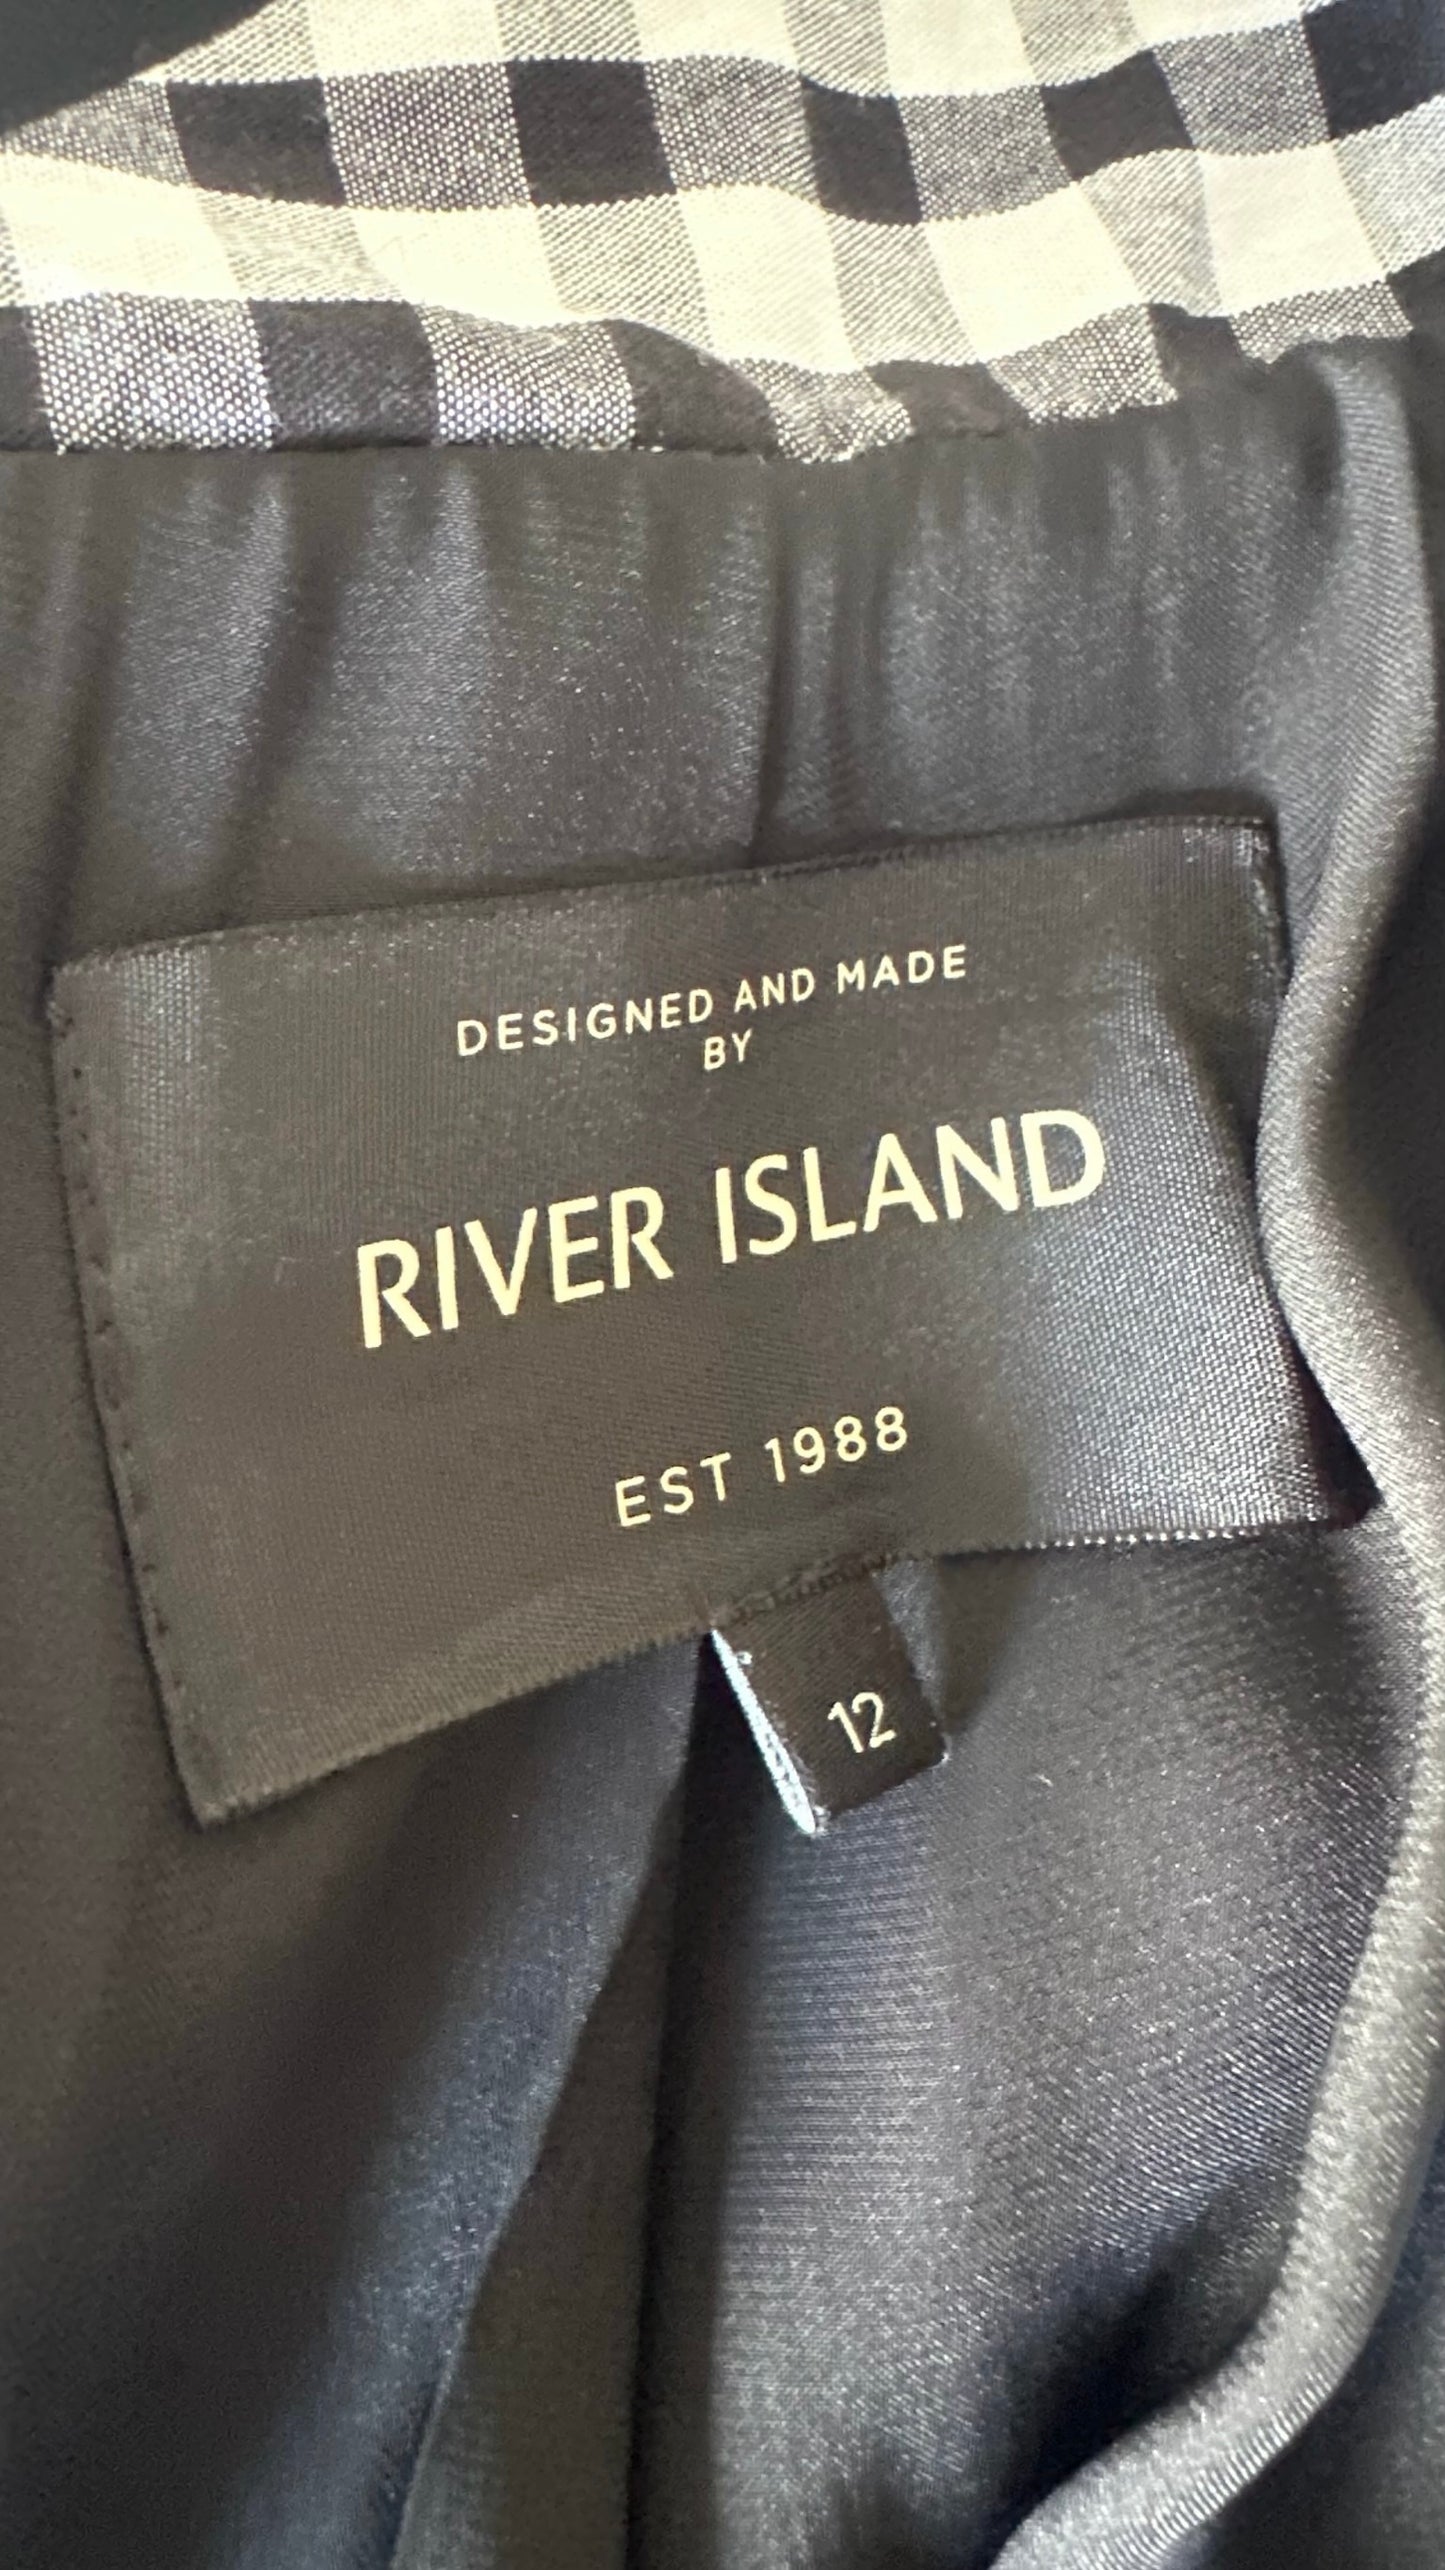 DESIGNED AND MADE
BY
RIVER ISLAND
EST 1988
12